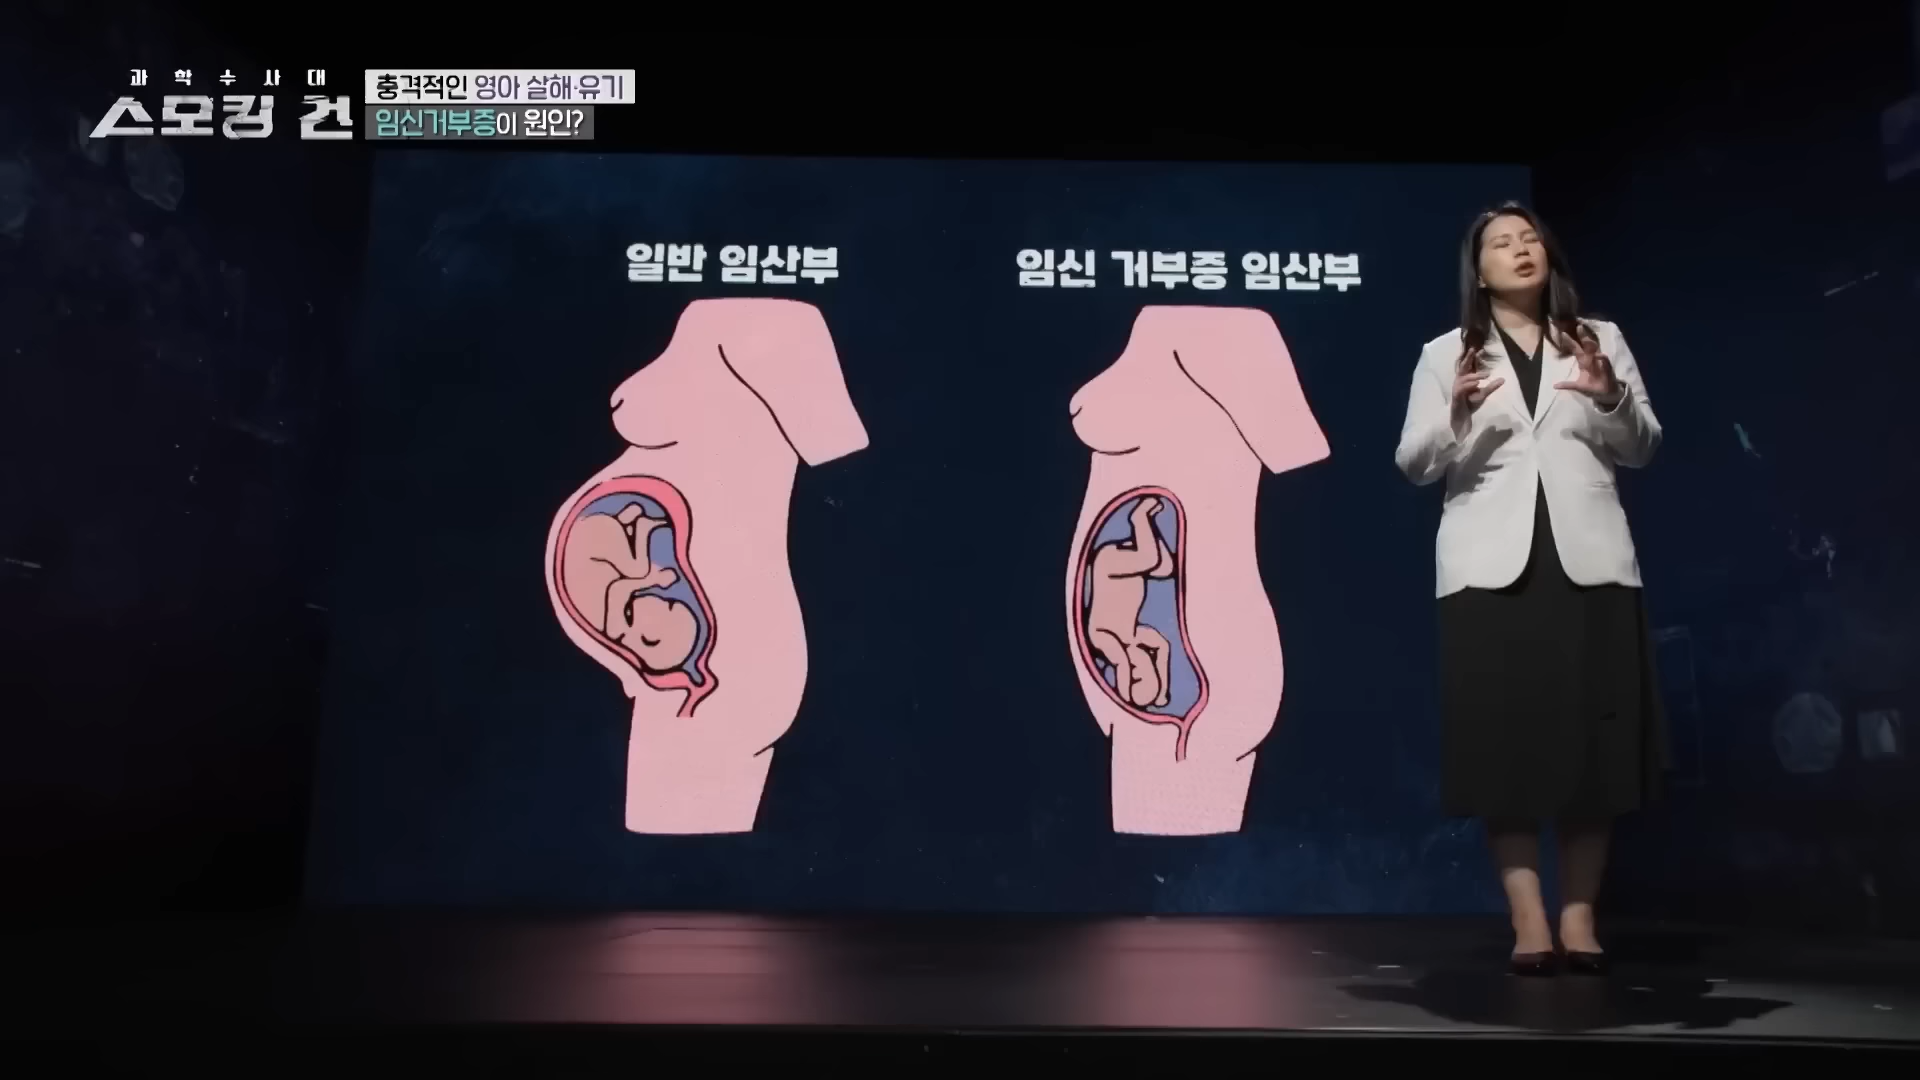 과학수사대
스모킹 건
충격적인 영아 살해·유기
임신거부증이 원인?
일반 임산부
임신 거부증 임산부